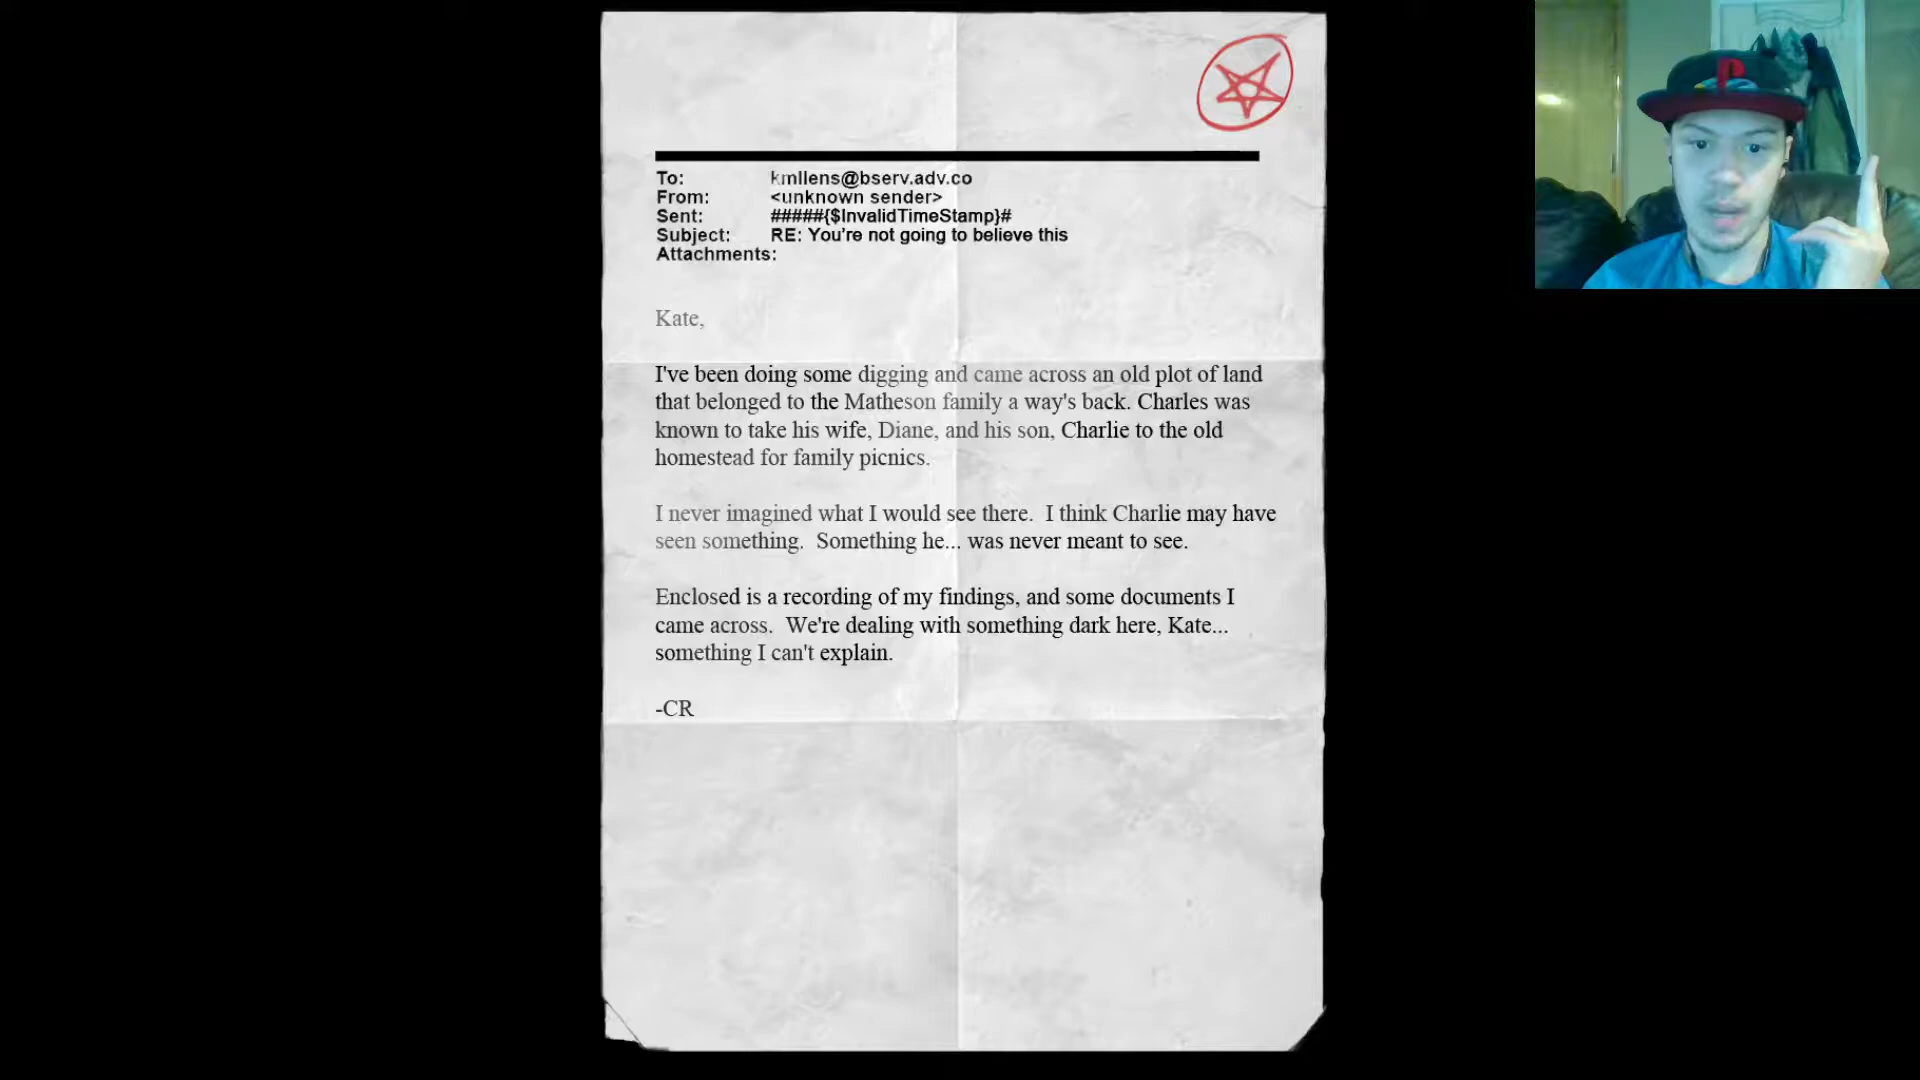 To: kmllens@bserv.adv.co
From: <unknown sender>
Sent: #####{$InvalidTimeStamp}#
Subject: RE: You're not going to believe this
Attachments:
Kate,
I've been doing some digging and came across an old plot of land
that belonged to the Matheson family a way's back. Charles was
known to take his wife, Diane, and his son, Charlie to the old
homestead for family picnics.
I never imagined what I would see there.  I think Charlie may have
seen something.  Something he... was never meant to see.
Enclosed is a recording of my findings, and some documents I
came across.  We're dealing with something dark here, Kate...
something I can't explain.
-CR